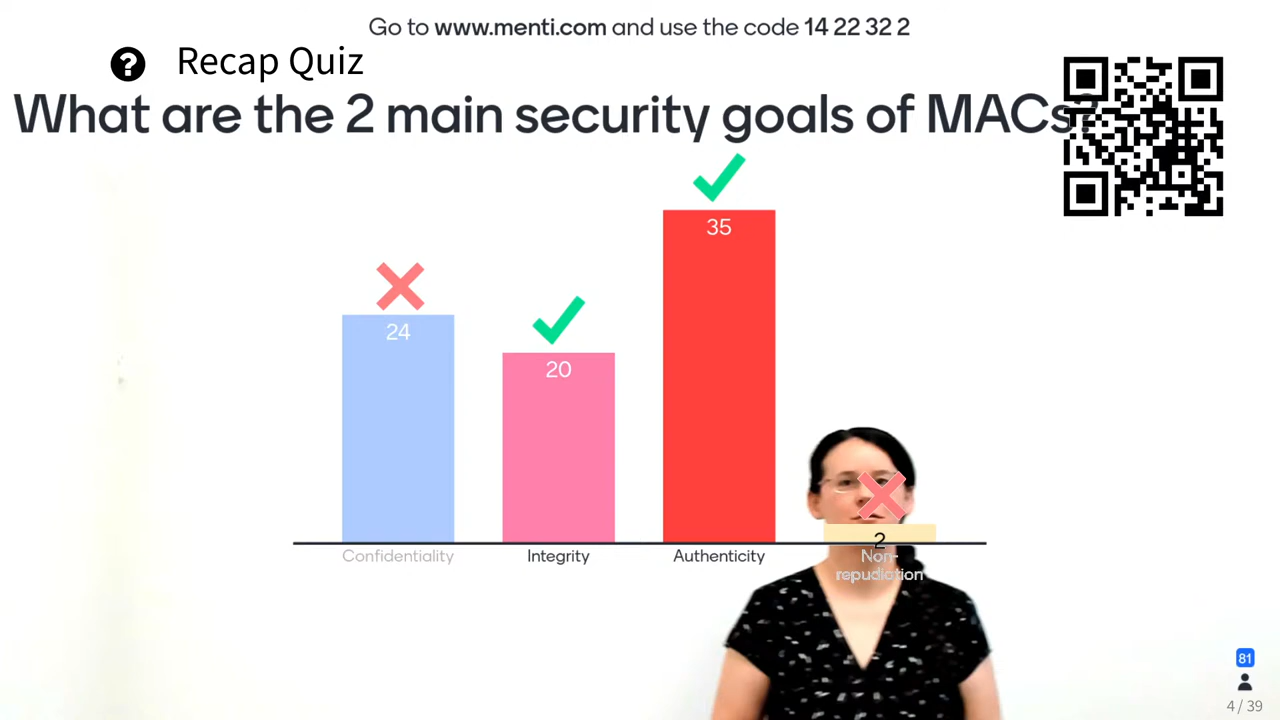 Go to www.menti.com and use the code 14 22 32 2
Recap Quiz
What are the 2 main security goals of MACs?
24
20
35
2
Confidentiality
Integrity
Authenticity
Non-
repudiation
81
4 / 39